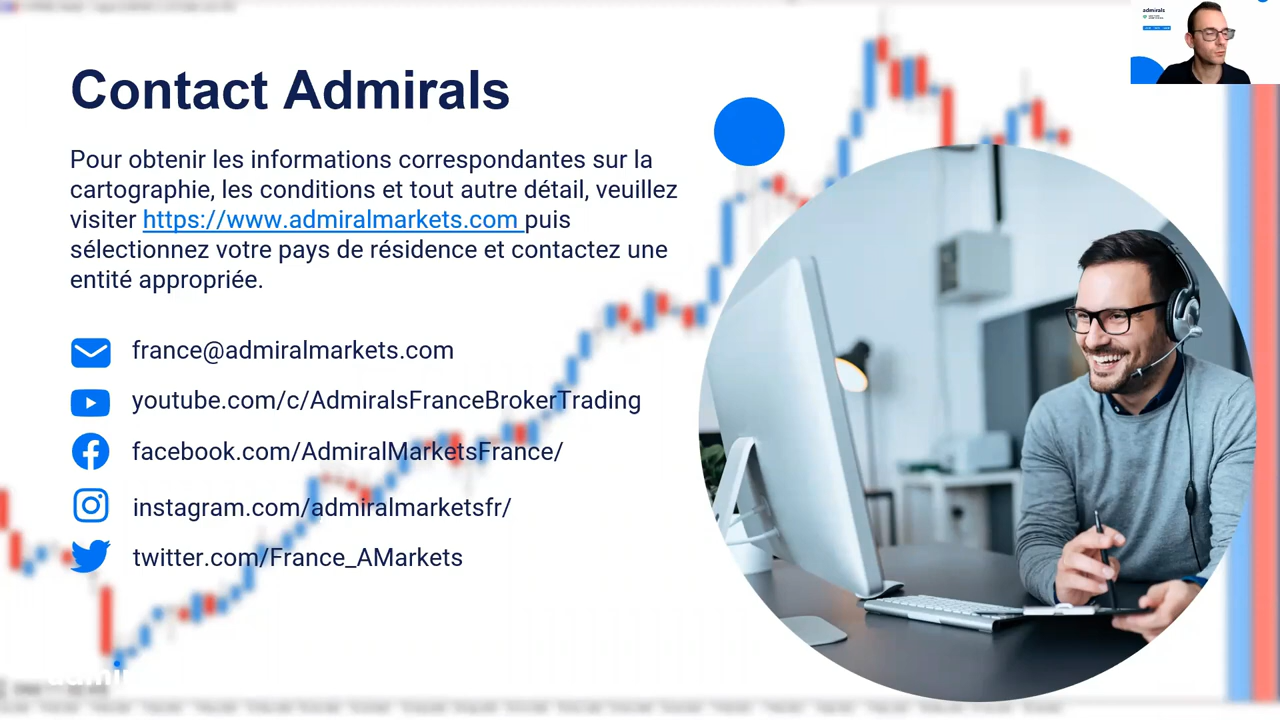 admirals
Contact Admirals
Pour obtenir les informations correspondantes sur la
cartographie, les conditions et tout autre détail, veuillez
visiter https://www.admiralmarkets.com puis
sélectionnez votre pays de résidence et contactez une
entité appropriée.
france@admiralmarkets.com
youtube.com/c/AdmiralsFranceBrokerTrading
facebook.com/AdmiralMarketsFrance/
instagram.com/admiralmarketsfr/
twitter.com/France_AMarkets